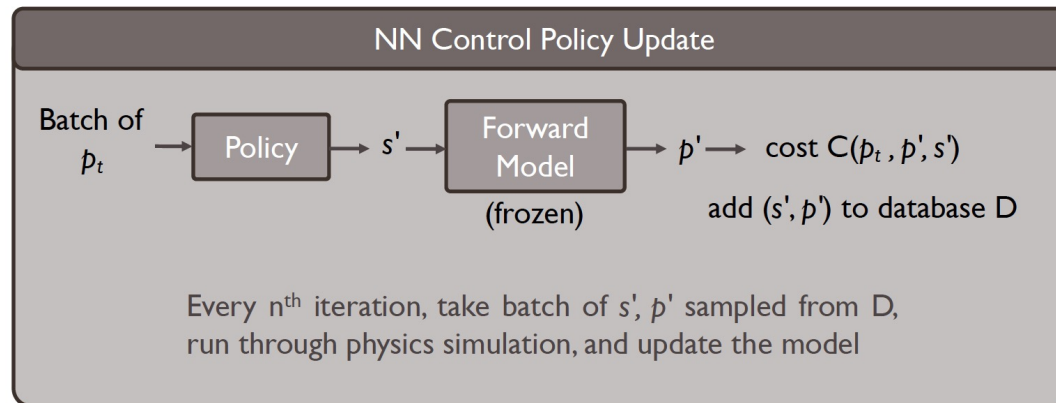 NN Control Policy Update
Batch of
pₜ
Policy
s'
Forward
Model
(frozen)
p'
cost C(pₜ , p', s')
add (s', p') to database D
Every nᵗʰ iteration, take batch of s', p' sampled from D,
run through physics simulation, and update the model